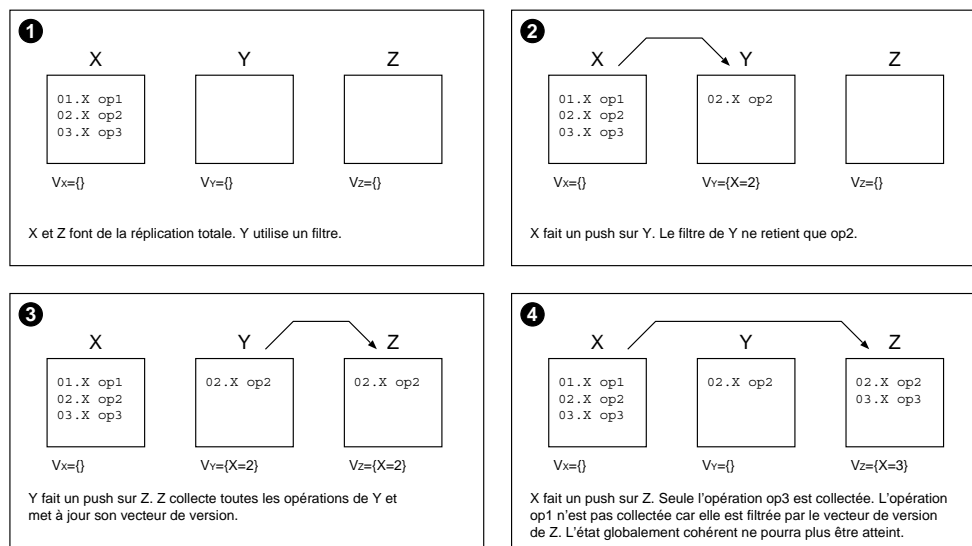 1
X Y Z
01.X op1
02.X op2
03.X op3
Vx={} VY={} Vz={}
X et Z font de la réplication totale. Y utilise un filtre.
2
X Y Z
01.X op1 02.X op2
02.X op2
03.X op3
Vx={} VY={X=2} Vz={}
X fait un push sur Y. Le filtre de Y ne retient que op2.
3
X Y Z
01.X op1 02.X op2 02.X op2
02.X op2
03.X op3
Vx={} VY={X=2} Vz={X=2}
Y fait un push sur Z. Z collecte toutes les opérations de Y et
met à jour son vecteur de version.
4
X Y Z
01.X op1 02.X op2 02.X op2
02.X op2 03.X op3
03.X op3
Vx={} VY={} Vz={X=3}
X fait un push sur Z. Seule l'opération op3 est collectée. L'opération
op1 n'est pas collectée car elle est filtrée par le vecteur de version
de Z. L'état globalement cohérent ne pourra plus être atteint.